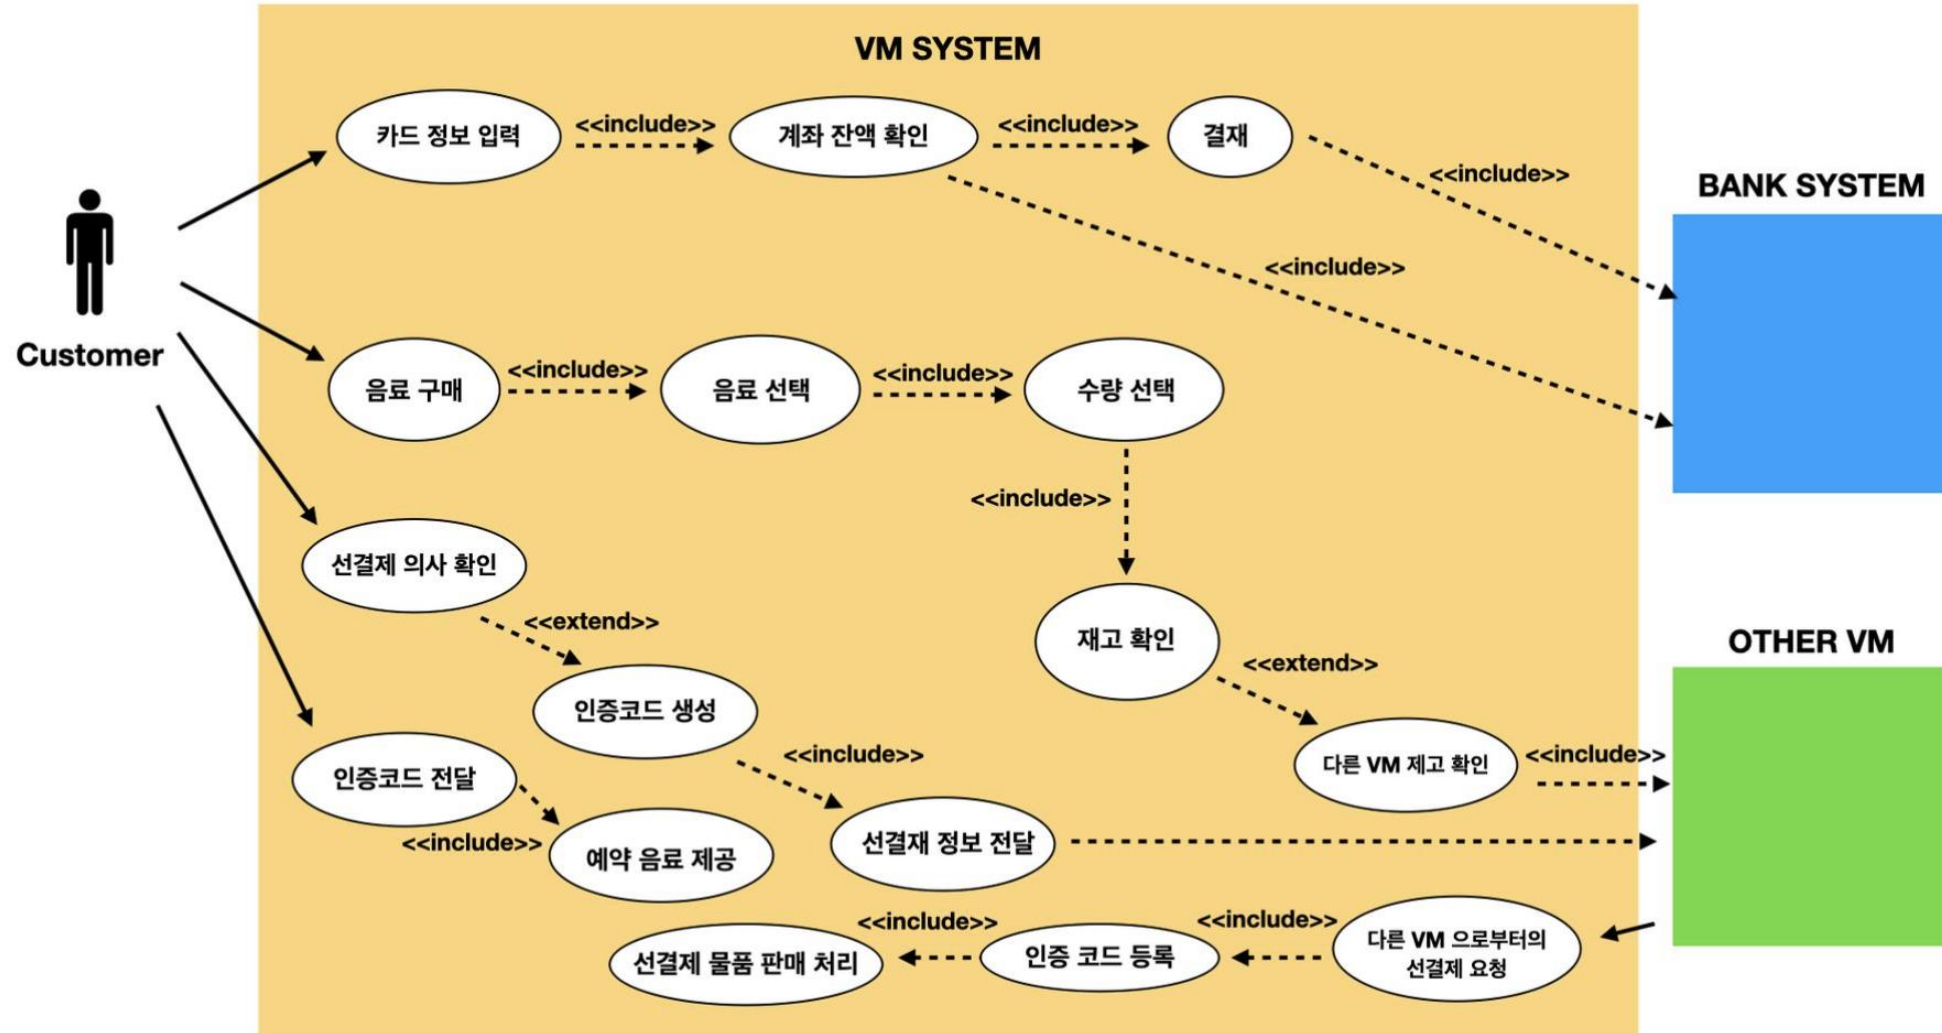 VM SYSTEM
카드 정보 입력
<<include>>
계좌 잔액 확인
<<include>>
결재
<<include>>
BANK SYSTEM
<<include>>
Customer
음료 구매
<<include>>
음료 선택
<<include>>
수량 선택
<<include>>
선결제 의사 확인
<<extend>>
재고 확인
<<extend>>
OTHER VM
인증코드 생성
<<include>>
다른 VM 제고 확인
<<include>>
인증코드 전달
<<include>>
예약 음료 제공
선결재 정보 전달
선결제 물품 판매 처리
<<include>>
인증 코드 등록
<<include>>
다른 VM 으로부터의
선결제 요청